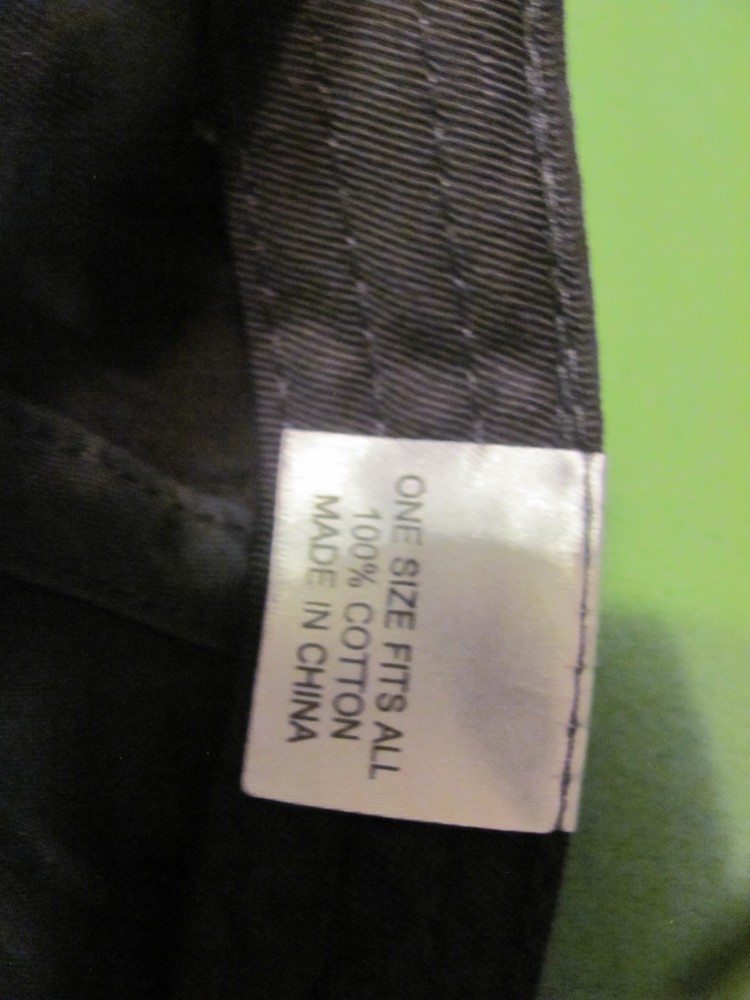 ONE SIZE FITS ALL
100% COTTON
MADE IN CHINA